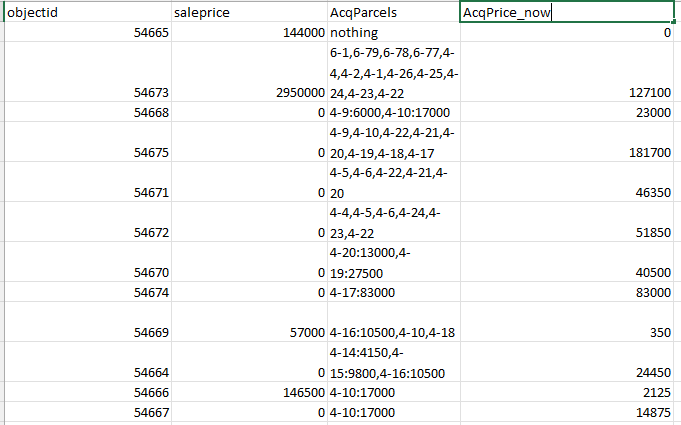 objectid saleprice AcqParcels AcqPrice_now
54665 144000 nothing 0
6-1,6-79,6-78,6-77,4-
4,4-2,4-1,4-26,4-25,4-
54673 2950000 24,4-23,4-22 127100
54668 0 4-9:6000,4-10:17000 23000
4-9,4-10,4-22,4-21,4-
54675 0 20,4-19,4-18,4-17 181700
4-5,4-6,4-22,4-21,4-
54671 0 20 46350
4-4,4-5,4-6,4-24,4-
54672 0 23,4-22 51850
4-20:13000,4-
54670 0 19:27500 40500
54674 0 4-17:83000 83000
54669 57000 4-16:10500,4-10,4-18 350
4-14:4150,4-
54664 0 15:9800,4-16:10500 24450
54666 146500 4-10:17000 2125
54667 0 4-10:17000 14875